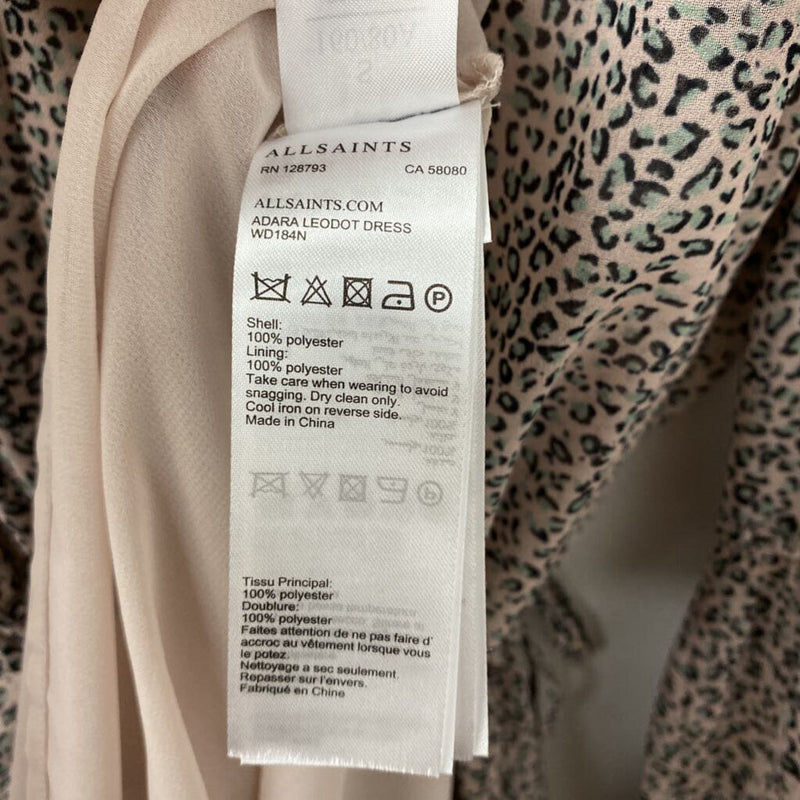 ALLSAINTS
RN 128793 CA 58080
ALLSAINTS.COM
ADARA LEODOT DRESS
WD184N
P
Shell:
100% polyester
Lining:
100% polyester
Take care when wearing to avoid
snagging. Dry clean only.
Cool iron on reverse side.
Made in China
Tissu Principal:
100% polyester
Doublure:
100% polyester
Faites attention de ne pas faire d'
accroc au vêtement lorsque vous
le potez.
Nettoyage a sec seulement.
Repasser sur l'envers.
Fabriqué en Chine